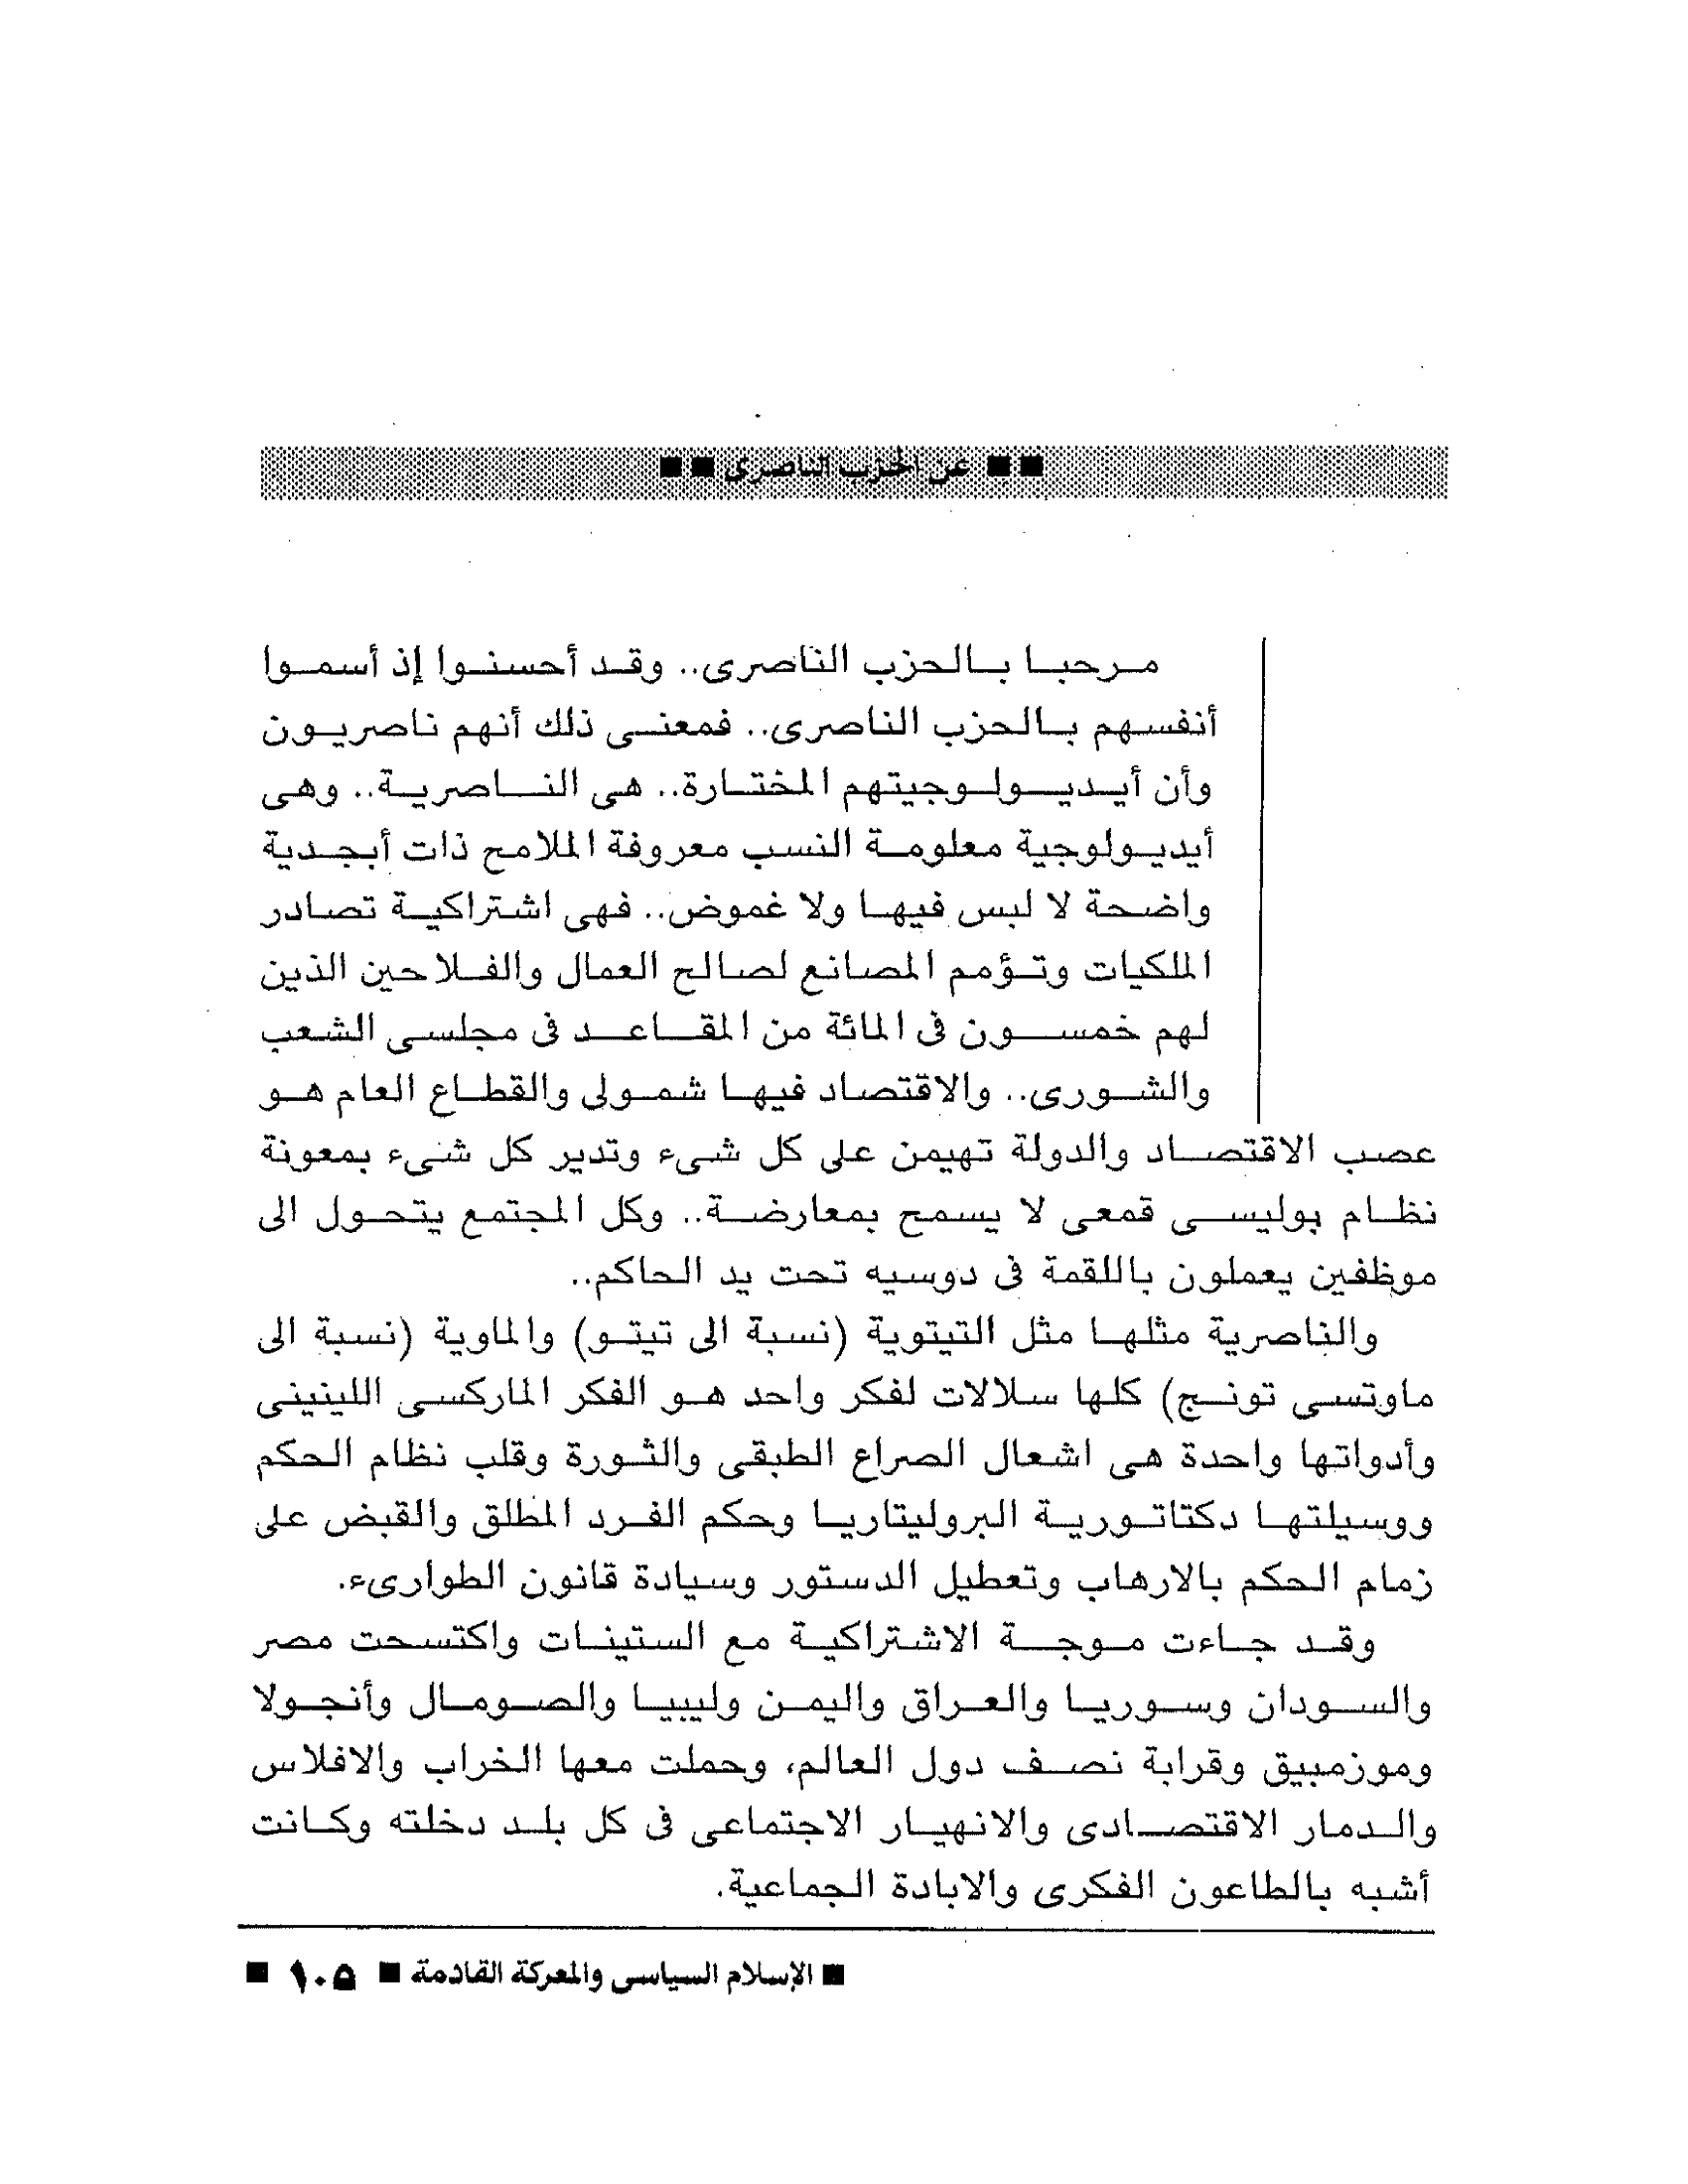 ■ ■ عن الحزب الناصرى ■ ■
مرحبا بالحزب الناصرى.. وقد أحسنوا إذ أسموا
أنفسهم بالحزب الناصرى.. فمعنى ذلك أنهم ناصريون
وأن أيديولوجيتهم المختارة.. هى الناصرية.. وهى
أيديولوجية معلومة النسب معروفة الملامح ذات أبجدية
واضحة لا لبس فيها ولا غموض.. فهى اشتراكية تصادر
الملكيات وتؤمم المصانع لصالح العمال والفلاحين الذين
لهم خمسون فى المائة من المقاعد فى مجلسى الشعب
والشورى.. والاقتصاد فيها شمولى والقطاع العام هو
عصب الاقتصاد والدولة تهيمن على كل شىء وتدير كل شىء بمعونة
نظام بوليسى قمعى لا يسمح بمعارضة.. وكل المجتمع يتحول الى
موظفين يعملون باللقمة فى دوسيه تحت يد الحاكم..
والناصرية مثلها مثل التيتوية (نسبة الى تيتو) والماوية (نسبة الى
ماوتسى تونج) كلها سلالات لفكر واحد هو الفكر الماركسى اللينينى
وأدواتها واحدة هى اشعال الصراع الطبقى والثورة وقلب نظام الحكم
ووسيلتها دكتاتورية البروليتاريا وحكم الفرد المطلق والقبض على
زمام الحكم بالارهاب وتعطيل الدستور وسيادة قانون الطوارىء.
وقد جاءت موجة الاشتراكية مع الستينات واكتسحت مصر
والسودان وسوريا والعراق واليمن وليبيا والصومال وأنجولا
وموزمبيق وقرابة نصف دول العالم، وحملت معها الخراب والافلاس
والدمار الاقتصادى والانهيار الاجتماعى فى كل بلد دخلته وكانت
أشبه بالطاعون الفكرى والابادة الجماعية.
■ الإسلام السياسى والمعركة القادمة ■ ١٠٥ ■